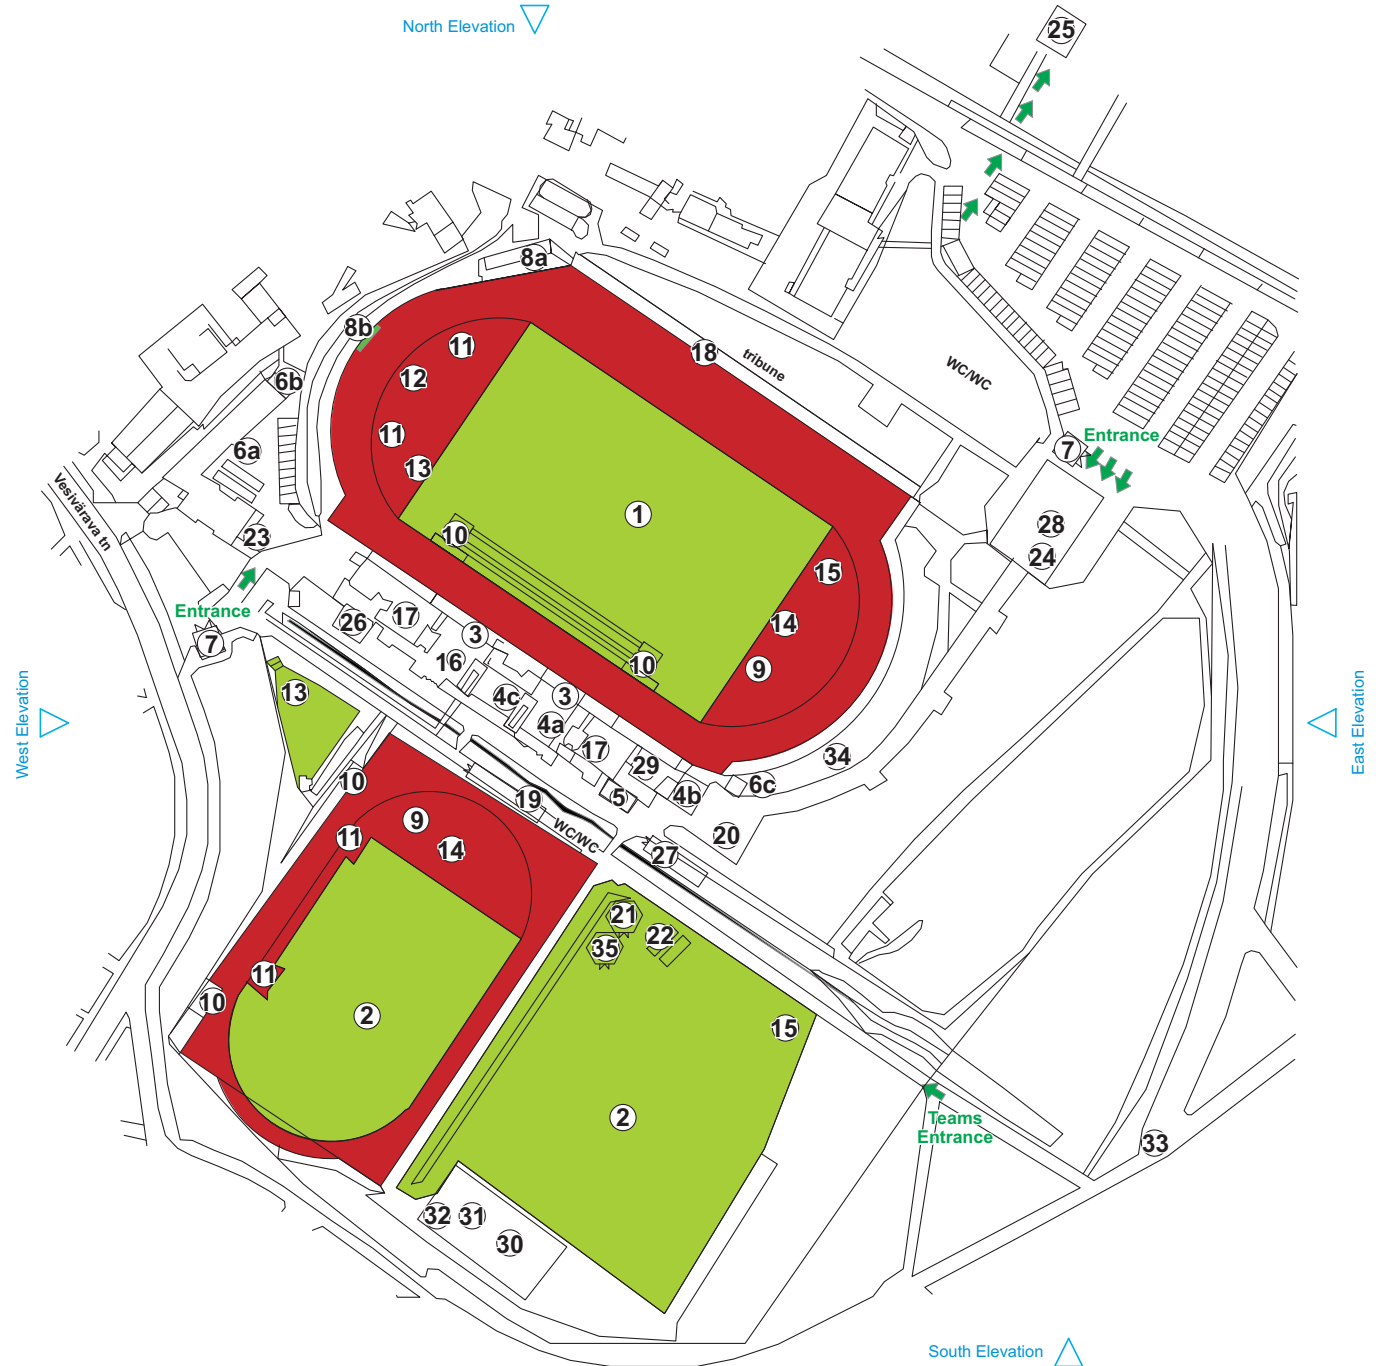 North Elevation
25
8a
8b
11
18
tribune
12
WC/WC
6b
11
Entrance
7
6a
13
1
Vesivärava tn
10
28
23
24
15
Entrance
17
26
14
3
7
16
10
9
13
4c
3
4a
West Elevation
East Elevation
17
34
29
10
6c
4b
5
19
9
WC/WC
20
11
14
27
21
22
35
11
10
2
15
2
Teams
Entrance
33
32
31
30
South Elevation